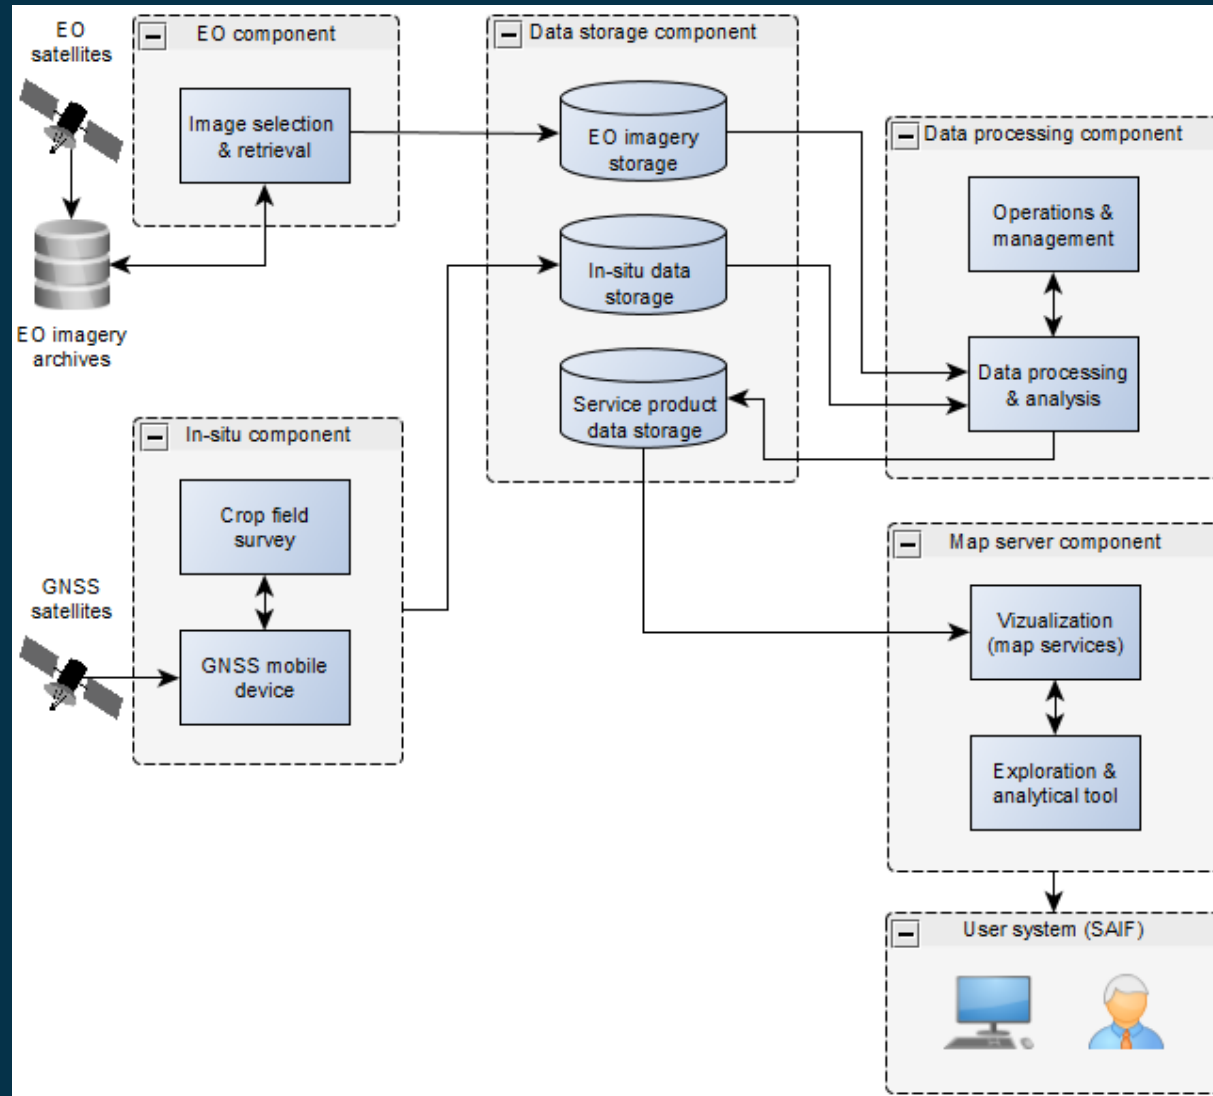 EO
satellites
EO component
Image selection
& retrieval
EO imagery
archives
Data storage component
EO imagery
storage
In-situ data
storage
Service product
data storage
Data processing component
Operations &
management
Data processing
& analysis
In-situ component
Crop field
survey
GNSS
satellites
GNSS mobile
device
Map server component
Vizualization
(map services)
Exploration &
analytical tool
User system (SAIF)